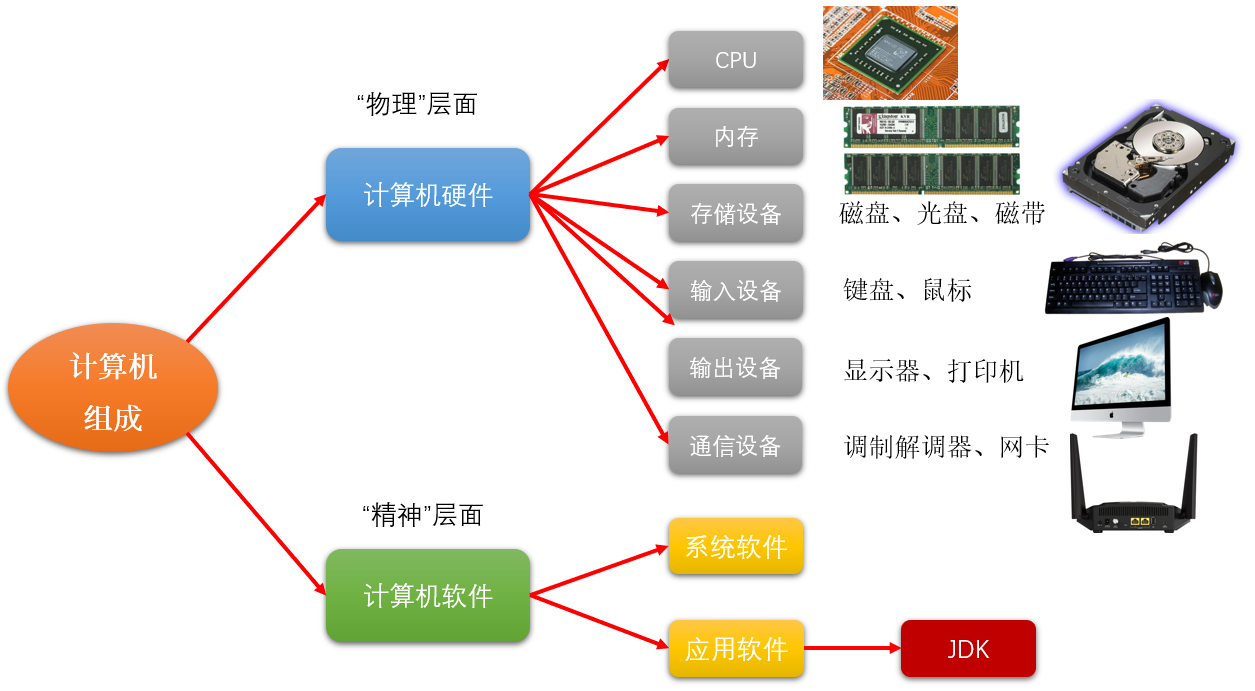 CPU
“物理”层面
内存
Kingston
计算机硬件
存储设备
磁盘、光盘、磁带
输入设备
键盘、鼠标
计算机
组成
输出设备
显示器、打印机
通信设备
调制解调器、网卡
“精神”层面
系统软件
计算机软件
应用软件
JDK